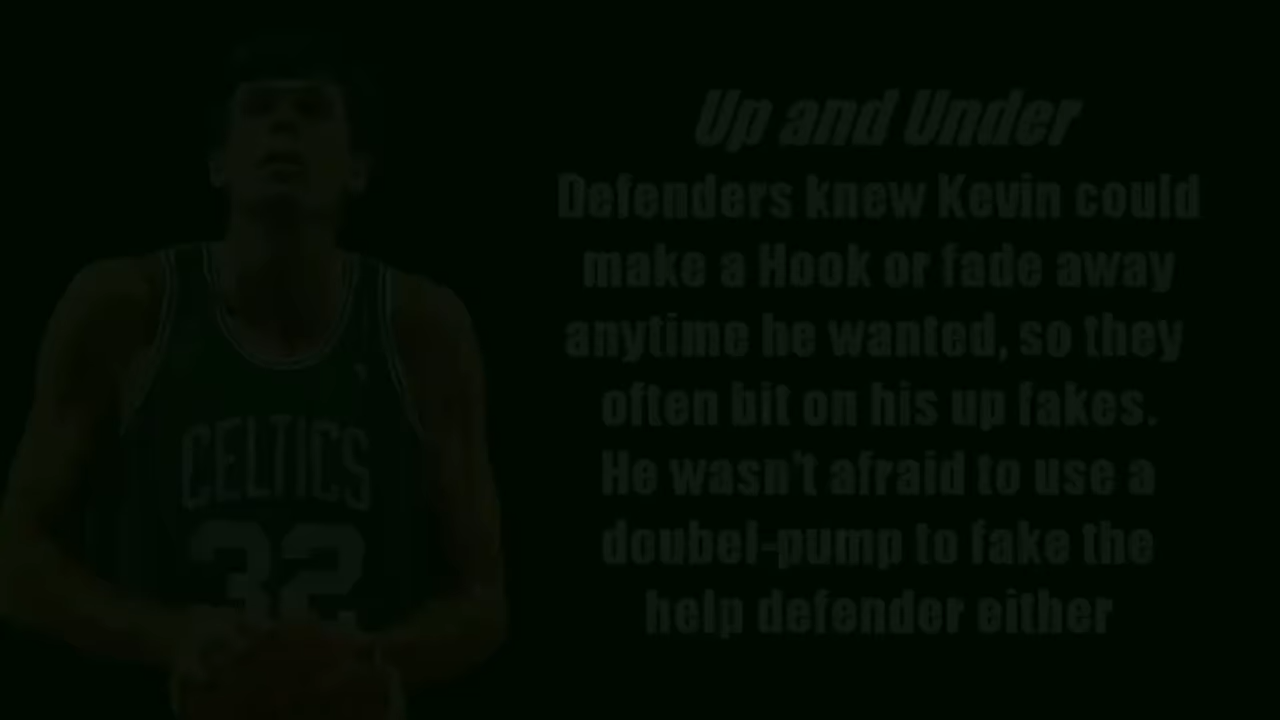 Up and Under
Defenders knew Kevin could
make a Hook or fade away
anytime he wanted, so they
often bit on his up fakes.
He wasn't afraid to use a
doubel-pump to fake the
help defender either
CELTICS
32